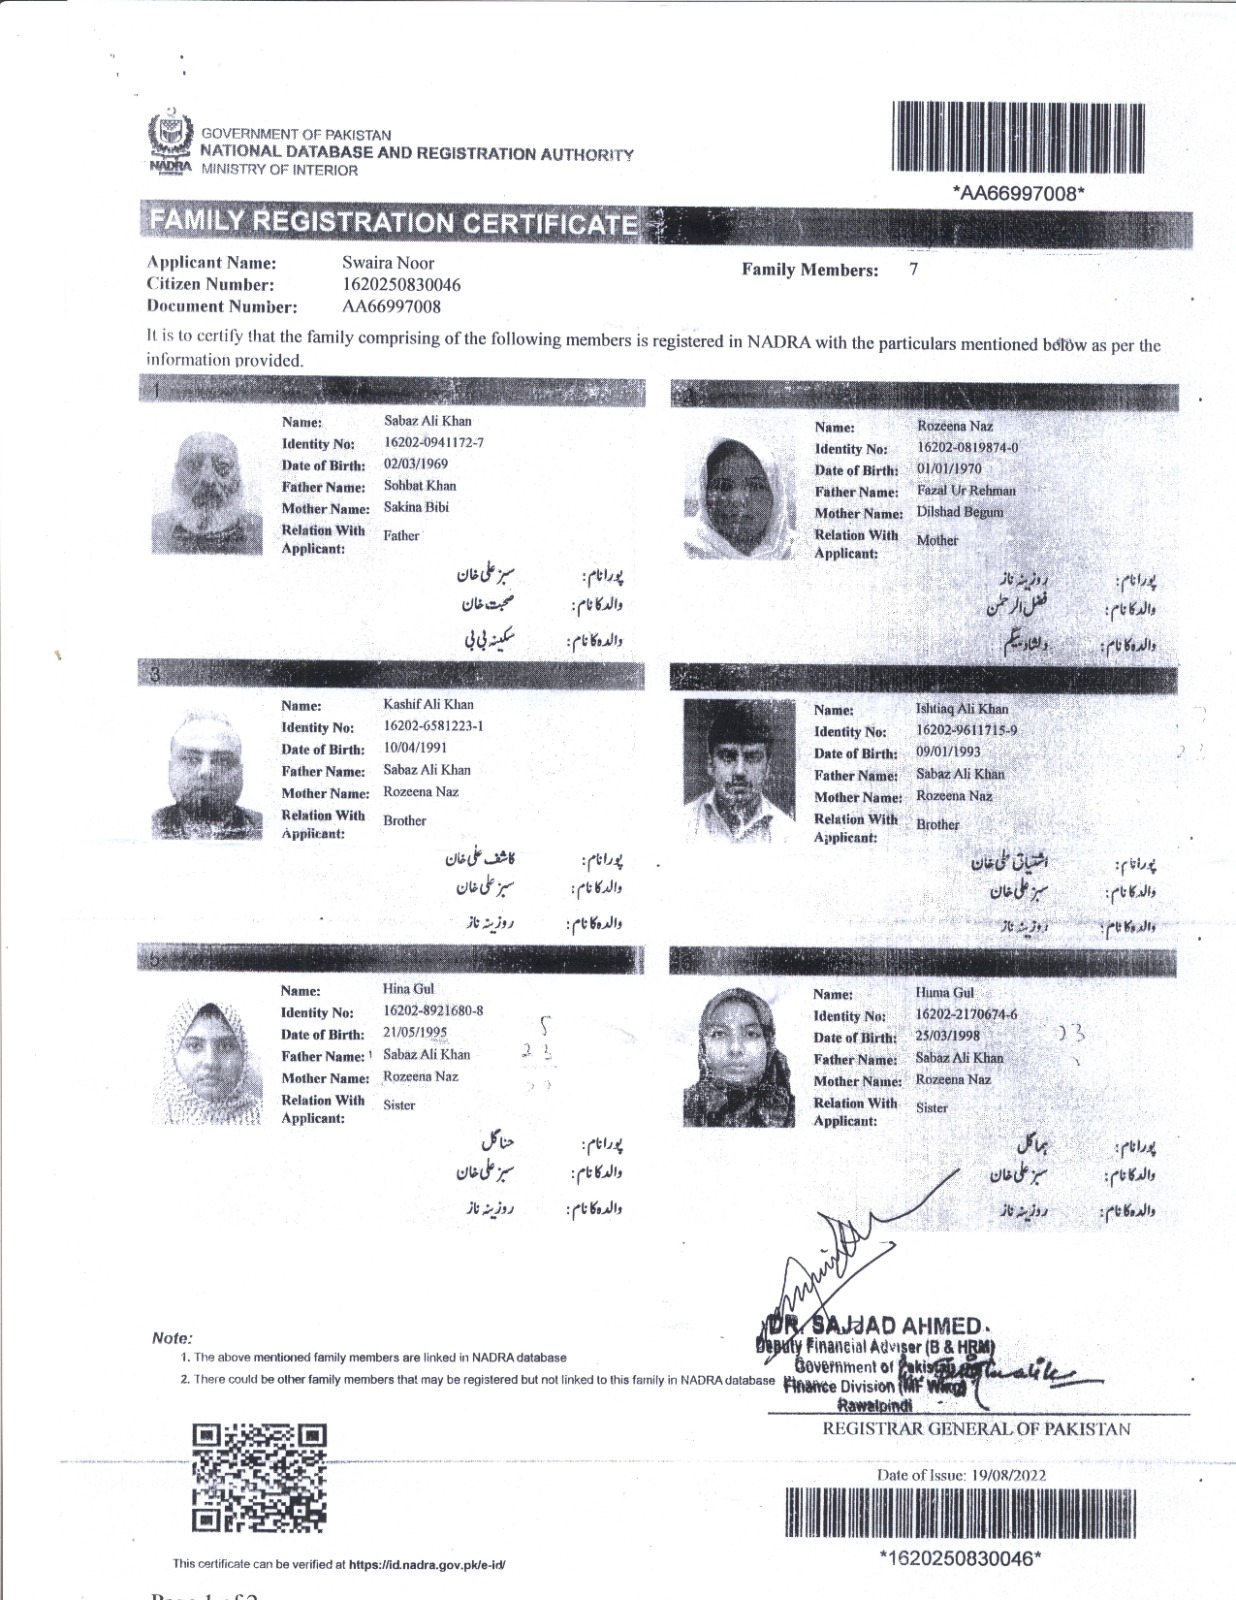 GOVERNMENT OF PAKISTAN
NATIONAL DATABASE AND REGISTRATION AUTHORITY
NADRA MINISTRY OF INTERIOR
*AA66997008*
FAMILY REGISTRATION CERTIFICATE
Applicant Name: Swaira Noor
Family Members: 7
Citizen Number: 1620250830046
Document Number: AA66997008
It is to certify that the family comprising of the following members is registered in NADRA with the particulars mentioned below as per the
information provided.
1
Name: Sabaz Ali Khan
Identity No: 16202-0941172-7
Date of Birth: 02/03/1969
Father Name: Sohbat Khan
Mother Name: Sakina Bibi
Relation With
Applicant: Father
پورا نام: سبز علی خان
والد کا نام: صحبت خان
والدہ کا نام: سکینہ بی بی
Name: Rozeena Naz
Identity No: 16202-0819874-0
Date of Birth: 01/01/1970
Father Name: Fazal Ur Rehman
Mother Name: Dilshad Begum
Relation With
Applicant: Mother
پورا نام: روزینہ ناز
والد کا نام: فضل الرحمٰن
والدہ کا نام: دلشاد بیگم
3
Name: Kashif Ali Khan
Identity No: 16202-6581223-1
Date of Birth: 10/04/1991
Father Name: Sabaz Ali Khan
Mother Name: Rozeena Naz
Relation With
Applicant: Brother
پورا نام: کاشف علی خان
والد کا نام: سبز علی خان
والدہ کا نام: روزینہ ناز
Name: Ishtiaq Ali Khan
Identity No: 16202-9611715-9
Date of Birth: 09/01/1993
Father Name: Sabaz Ali Khan
Mother Name: Rozeena Naz
Relation With
Applicant: Brother
پورا نام: اشتیاق علی خان
والد کا نام: سبز علی خان
والدہ کا نام: روزینہ ناز
5
Name: Hina Gul
Identity No: 16202-8921680-8
Date of Birth: 21/05/1995
Father Name: Sabaz Ali Khan
Mother Name: Rozeena Naz
Relation With
Applicant: Sister
پورا نام: حنا گل
والد کا نام: سبز علی خان
والدہ کا نام: روزینہ ناز
Name: Huma Gul
Identity No: 16202-2170674-6
Date of Birth: 25/03/1998
23
Father Name: Sabaz Ali Khan
Mother Name: Rozeena Naz
Relation With
Applicant: Sister
پورا نام: ہما گل
والد کا نام: سبز علی خان
والدہ کا نام: روزینہ ناز
Note:
1. The above mentioned family members are linked in NADRA database
2. There could be other family members that may be registered but not linked to this family in NADRA database
DR. SAJJAD AHMED.
Deputy Financial Adviser (B & HRM)
Government of Pakistan
Finance Division (MF Wing)
Rawalpindi
REGISTRAR GENERAL OF PAKISTAN
Date of Issue: 19/08/2022
*1620250830046*
This certificate can be verified at https://id.nadra.gov.pk/e-id/
Page 1 of 2